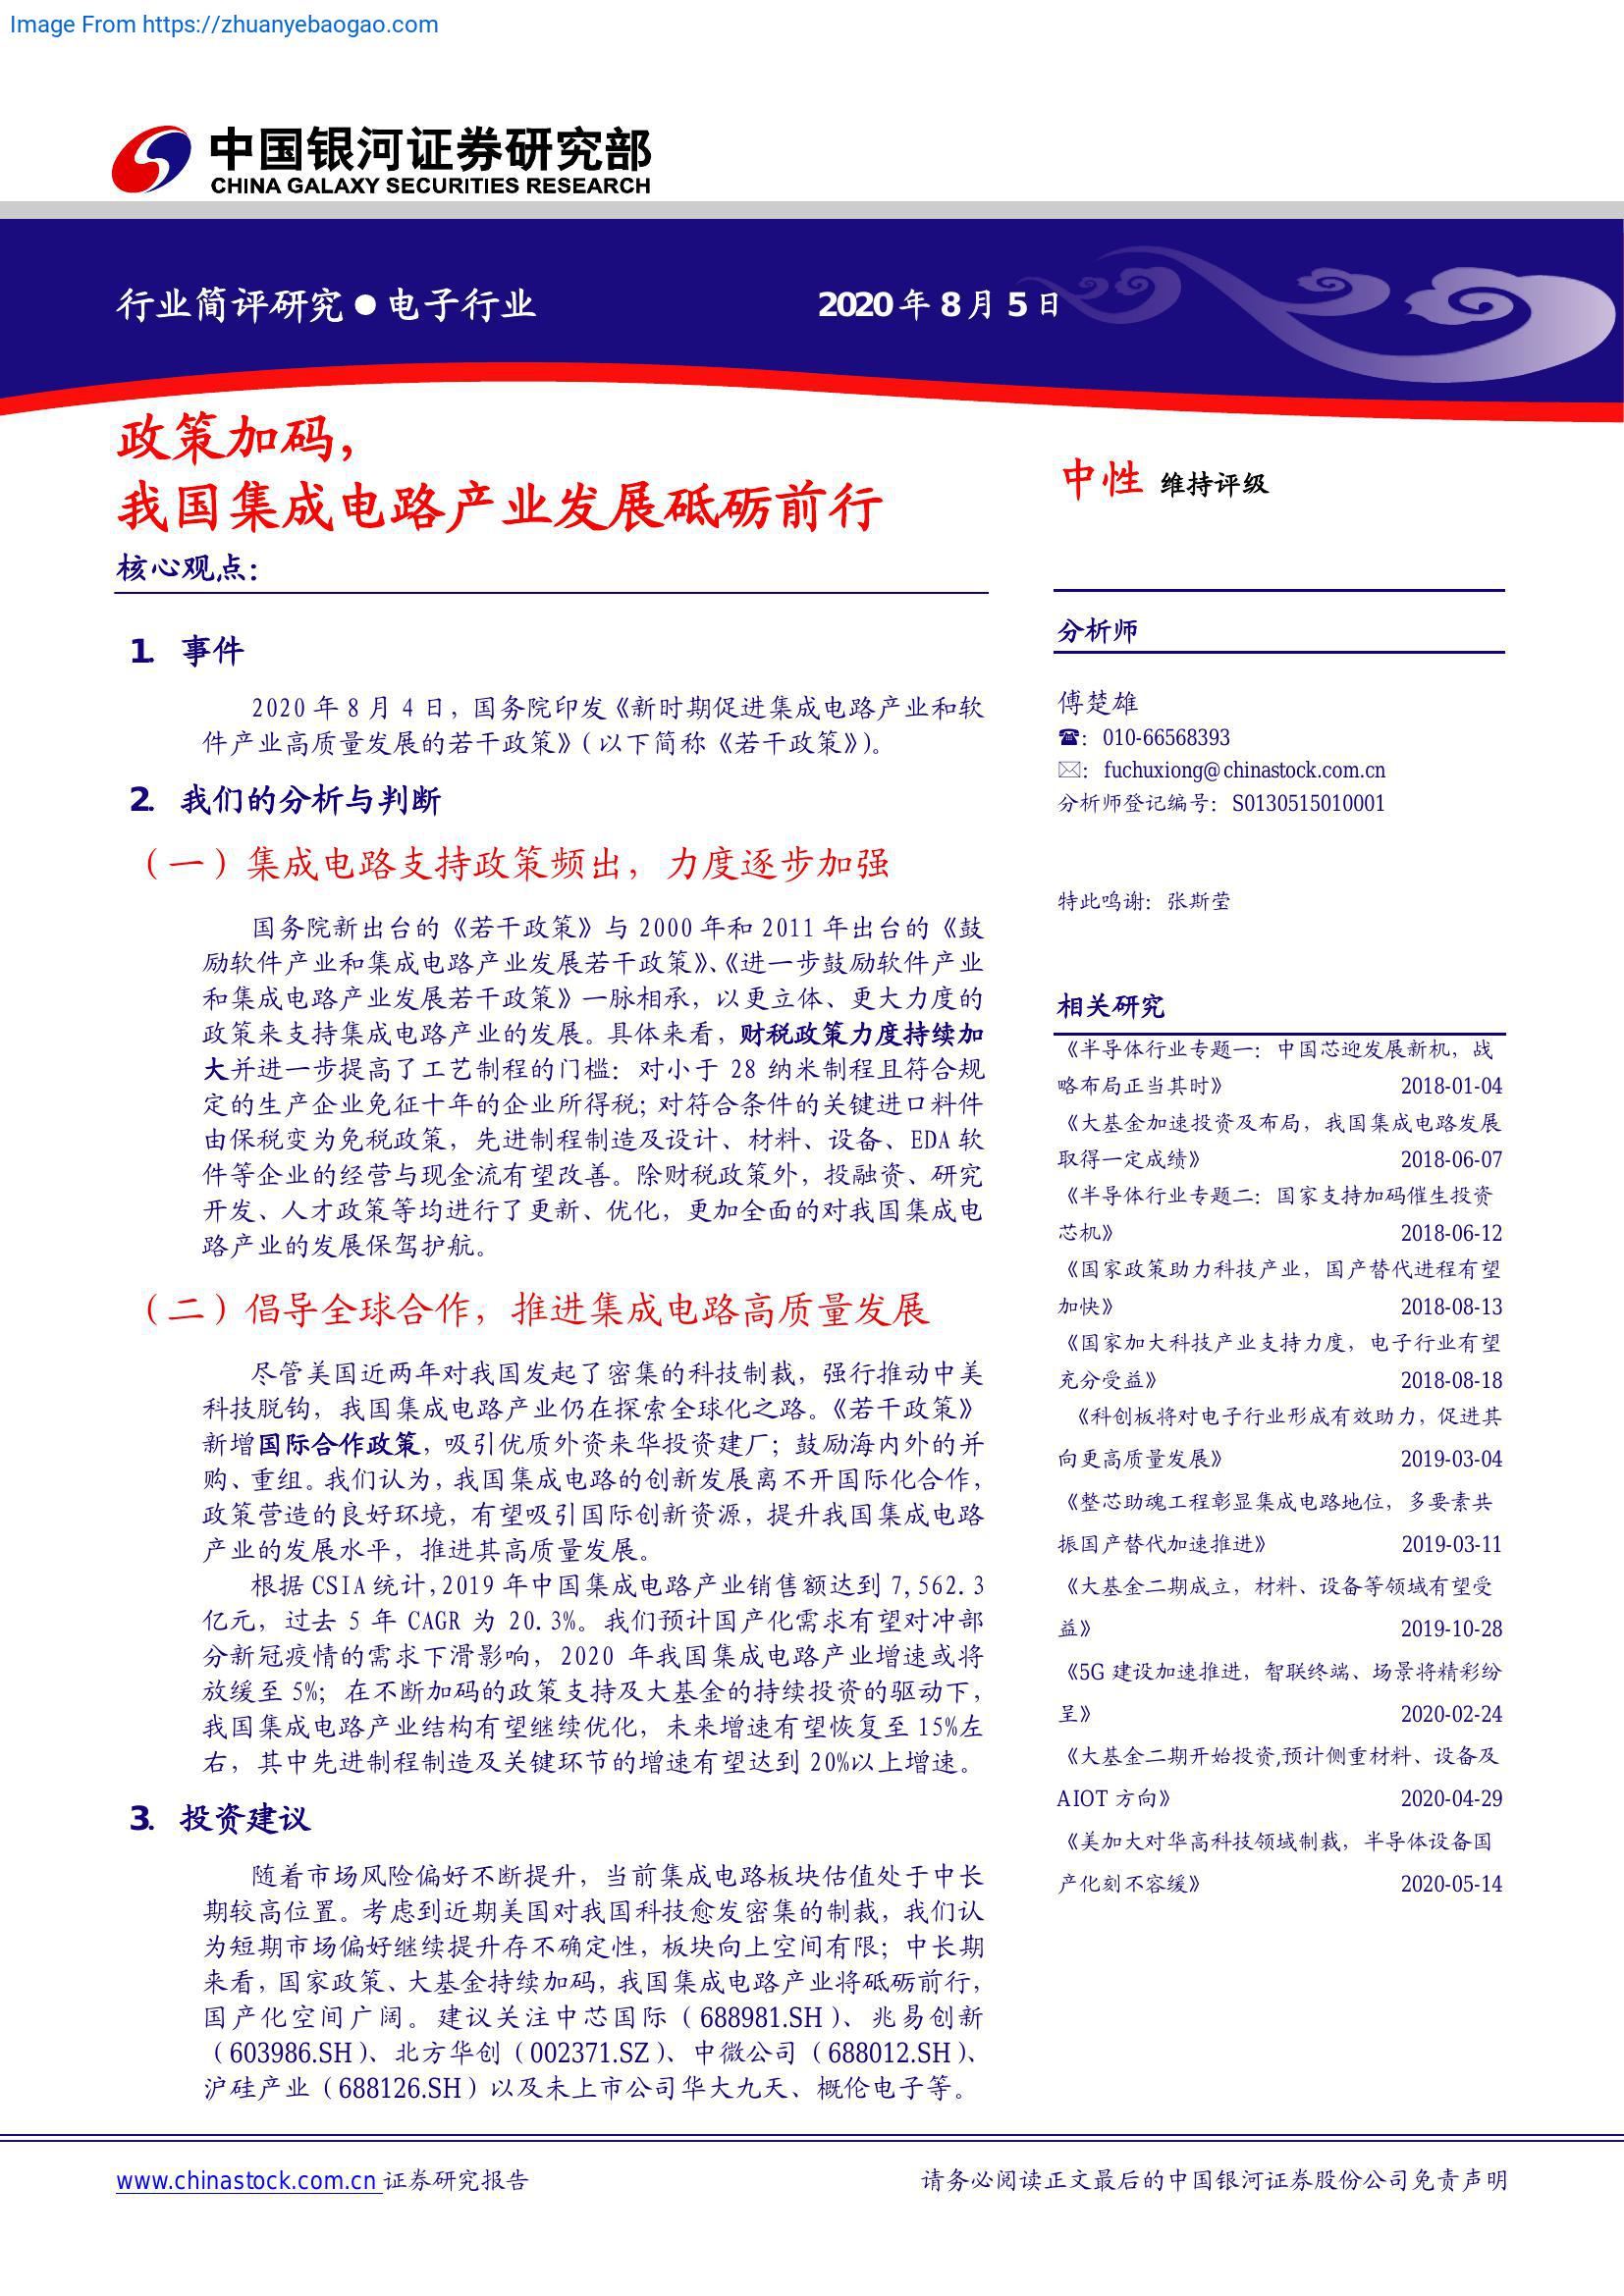 Image From https://zhuanyebaogao.com
中国银河证券研究部
CHINA GALAXY SECURITIES RESEARCH
行业简评研究●电子行业
2020 年 8 月 5 日
政策加码，
我国集成电路产业发展砥砺前行
核心观点：
1. 事件
2020 年 8 月 4 日，国务院印发《新时期促进集成电路产业和软
件产业高质量发展的若干政策》（以下简称《若干政策》）。
2. 我们的分析与判断
（一）集成电路支持政策频出，力度逐步加强
国务院新出台的《若干政策》与 2000 年和 2011 年出台的《鼓
励软件产业和集成电路产业发展若干政策》、《进一步鼓励软件产业
和集成电路产业发展若干政策》一脉相承，以更立体、更大力度的
政策来支持集成电路产业的发展。具体来看，财税政策力度持续加
大并进一步提高了工艺制程的门槛：对小于 28 纳米制程且符合规
定的生产企业免征十年的企业所得税；对符合条件的关键进口料件
由保税变为免税政策，先进制程制造及设计、材料、设备、EDA 软
件等企业的经营与现金流有望改善。除财税政策外，投融资、研究
开发、人才政策等均进行了更新、优化，更加全面的对我国集成电
路产业的发展保驾护航。
（二）倡导全球合作，推进集成电路高质量发展
尽管美国近两年对我国发起了密集的科技制裁，强行推动中美
科技脱钩，我国集成电路产业仍在探索全球化之路。《若干政策》
新增国际合作政策，吸引优质外资来华投资建厂；鼓励海内外的并
购、重组。我们认为，我国集成电路的创新发展离不开国际化合作，
政策营造的良好环境，有望吸引国际创新资源，提升我国集成电路
产业的发展水平，推进其高质量发展。
根据 CSIA 统计，2019 年中国集成电路产业销售额达到 7,562.3
亿元，过去 5 年 CAGR 为 20.3%。我们预计国产化需求有望对冲部
分新冠疫情的需求下滑影响，2020 年我国集成电路产业增速或将
放缓至 5%；在不断加码的政策支持及大基金的持续投资的驱动下，
我国集成电路产业结构有望继续优化，未来增速有望恢复至 15%左
右，其中先进制程制造及关键环节的增速有望达到 20%以上增速。
3. 投资建议
随着市场风险偏好不断提升，当前集成电路板块估值处于中长
期较高位置。考虑到近期美国对我国科技愈发密集的制裁，我们认
为短期市场偏好继续提升存不确定性，板块向上空间有限；中长期
来看，国家政策、大基金持续加码，我国集成电路产业将砥砺前行，
国产化空间广阔。建议关注中芯国际（688981.SH）、兆易创新
（603986.SH）、北方华创（002371.SZ）、中微公司（688012.SH）、
沪硅产业（688126.SH）以及未上市公司华大九天、概伦电子等。
中性 维持评级
分析师
傅楚雄
☎：010-66568393
✉：fuchuxiong@chinastock.com.cn
分析师登记编号：S0130515010001
特此鸣谢：张斯莹
相关研究
《半导体行业专题一：中国芯迎发展新机，战
略布局正当其时》 2018-01-04
《大基金加速投资及布局，我国集成电路发展
取得一定成绩》 2018-06-07
《半导体行业专题二：国家支持加码催生投资
芯机》 2018-06-12
《国家政策助力科技产业，国产替代进程有望
加快》 2018-08-13
《国家加大科技产业支持力度，电子行业有望
充分受益》 2018-08-18
《科创板将对电子行业形成有效助力，促进其
向更高质量发展》 2019-03-04
《整芯助魂工程彰显集成电路地位，多要素共
振国产替代加速推进》 2019-03-11
《大基金二期成立，材料、设备等领域有望受
益》 2019-10-28
《5G 建设加速推进，智联终端、场景将精彩纷
呈》 2020-02-24
《大基金二期开始投资,预计侧重材料、设备及
AIOT 方向》 2020-04-29
《美加大对华高科技领域制裁，半导体设备国
产化刻不容缓》 2020-05-14
www.chinastock.com.cn 证券研究报告
请务必阅读正文最后的中国银河证券股份公司免责声明